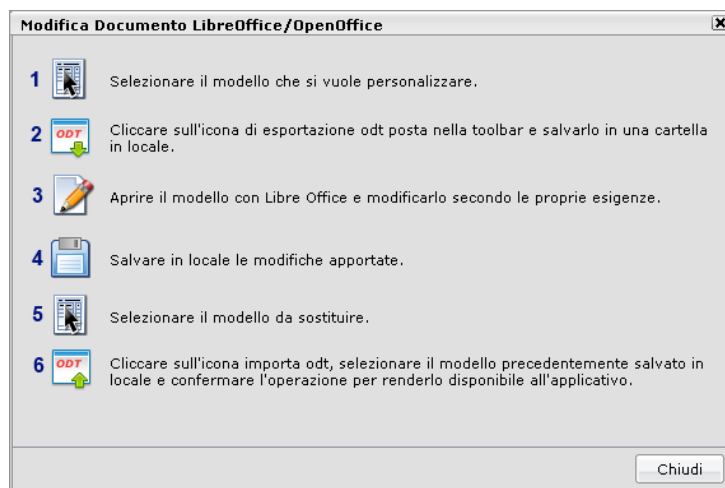 Modifica Documento LibreOffice/OpenOffice
1 Selezionare il modello che si vuole personalizzare.
2 ODT Cliccare sull'icona di esportazione odt posta nella toolbar e salvarlo in una cartella
in locale.
3 Aprire il modello con Libre Office e modificarlo secondo le proprie esigenze.
4 Salvare in locale le modifiche apportate.
5 Selezionare il modello da sostituire.
6 ODT Cliccare sull'icona importa odt, selezionare il modello precedentemente salvato in
locale e confermare l'operazione per renderlo disponibile all'applicativo.
Chiudi